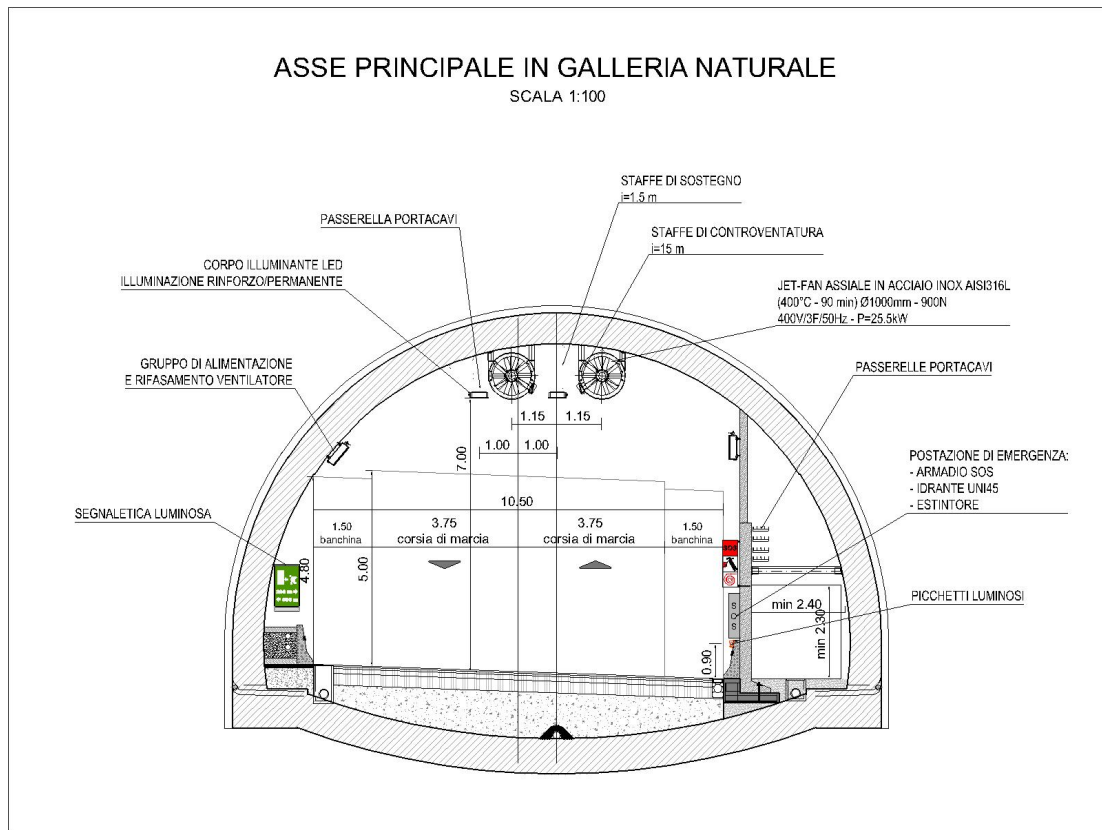 ASSE PRINCIPALE IN GALLERIA NATURALE
SCALA 1:100
STAFFE DI SOSTEGNO
i=1.5 m
PASSERELLA PORTACAVI
STAFFE DI CONTROVENTATURA
i=15 m
CORPO ILLUMINANTE LED
ILLUMINAZIONE RINFORZO/PERMANENTE
JET-FAN ASSIALE IN ACCIAIO INOX AISI316L
(400°C - 90 min) Ø1000mm - 900N
400V/3F/50Hz - P=25.5kW
GRUPPO DI ALIMENTAZIONE
E RIFASAMENTO VENTILATORE
PASSERELLE PORTACAVI
1.15 1.15
1.00 1.00
7.00
POSTAZIONE DI EMERGENZA:
- ARMADIO SOS
- IDRANTE UNI45
- ESTINTORE
SEGNALETICA LUMINOSA
10.50
1.50
banchina
3.75
corsia di marcia
3.75
corsia di marcia
1.50
banchina
SOS
4.80
5.00
min 2.40
min 2.30
SOS
PICCHETTI LUMINOSI
0.90